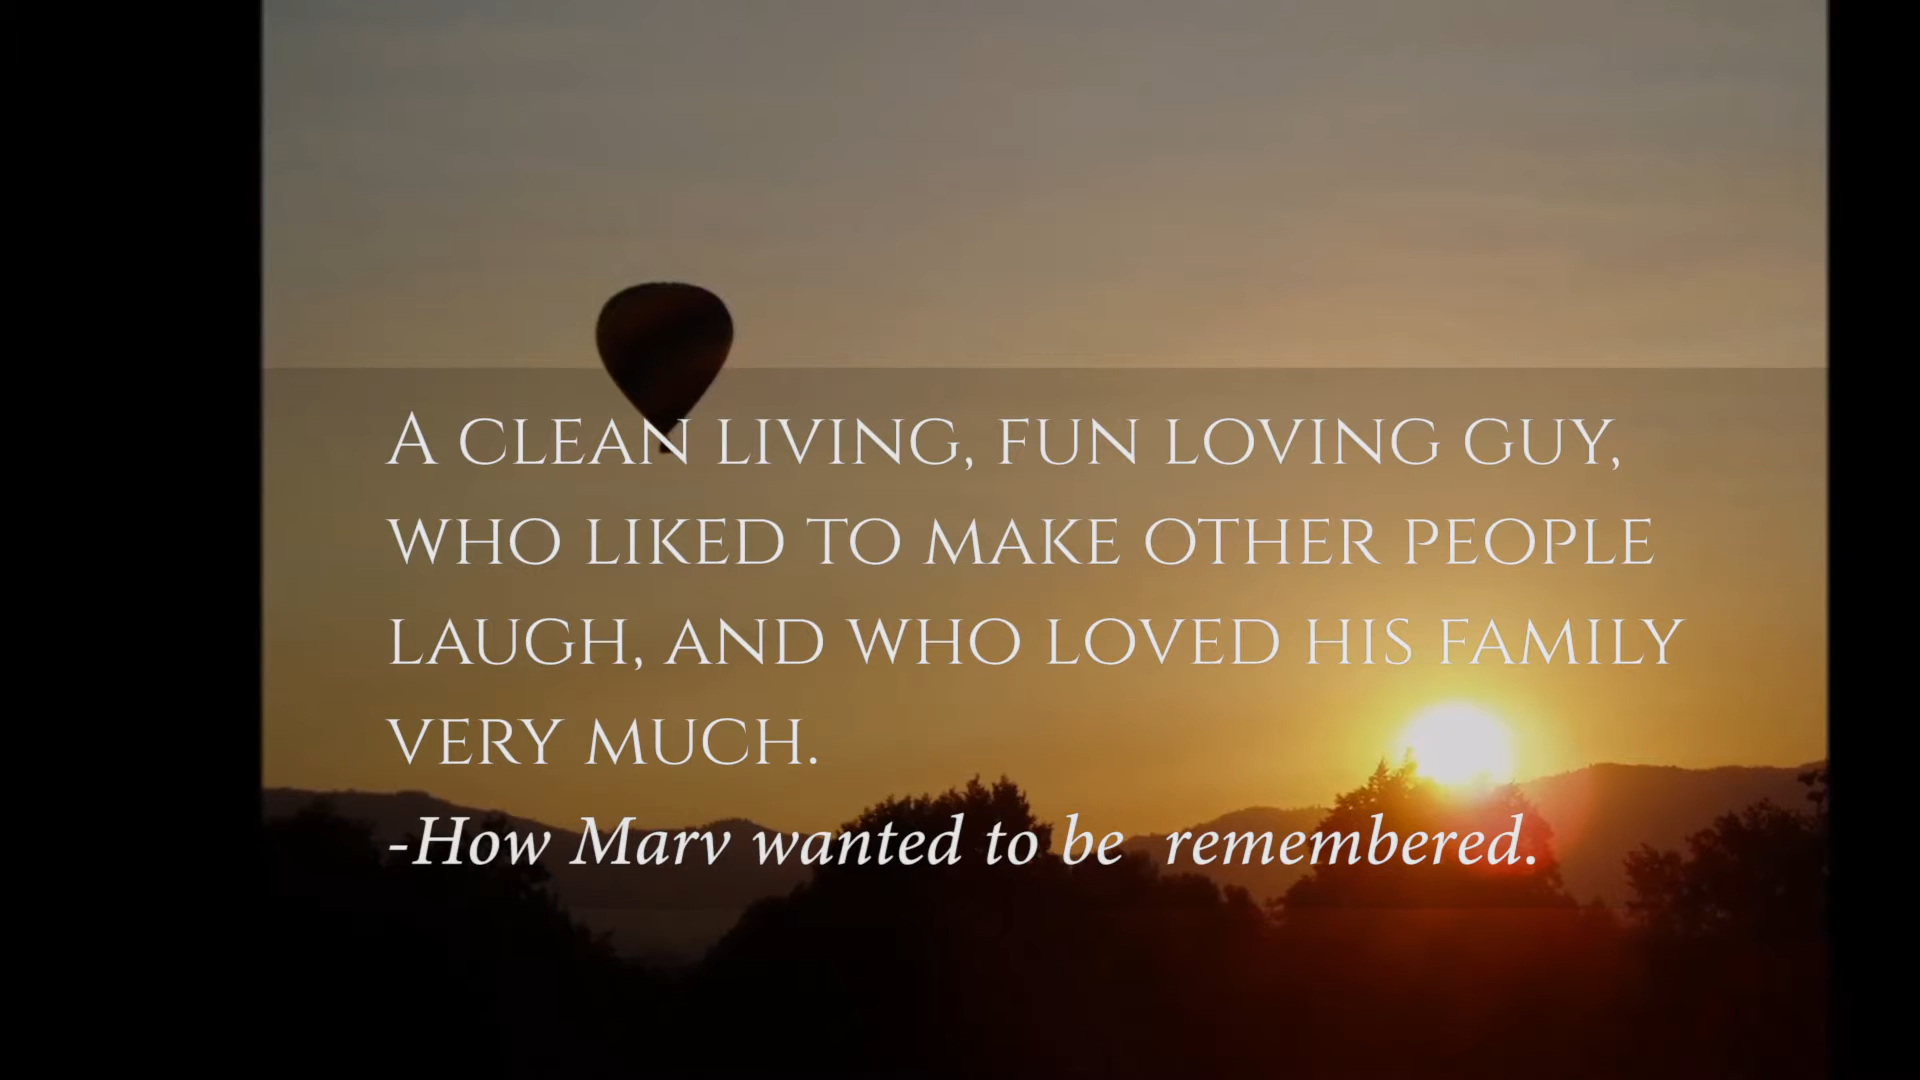 A CLEAN LIVING, FUN LOVING GUY,
WHO LIKED TO MAKE OTHER PEOPLE
LAUGH, AND WHO LOVED HIS FAMILY
VERY MUCH.
-How Marv wanted to be  remembered.